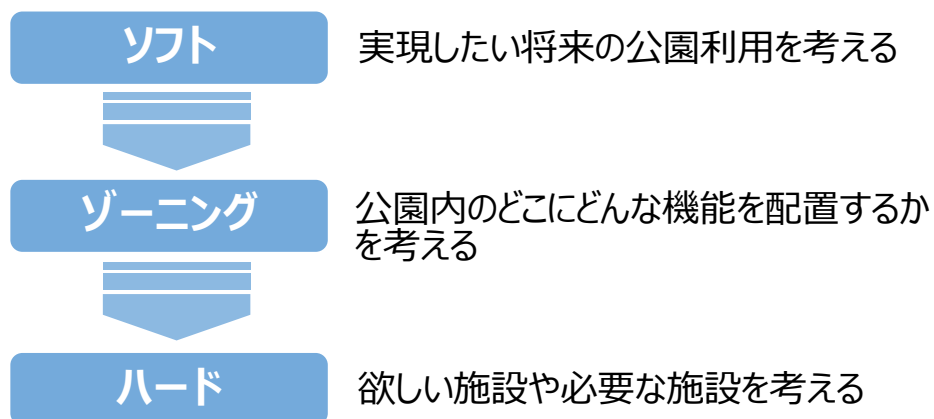 ソフト
実現したい将来の公園利用を考える
ゾーニング
公園内のどこにどんな機能を配置するか
を考える
ハード
欲しい施設や必要な施設を考える